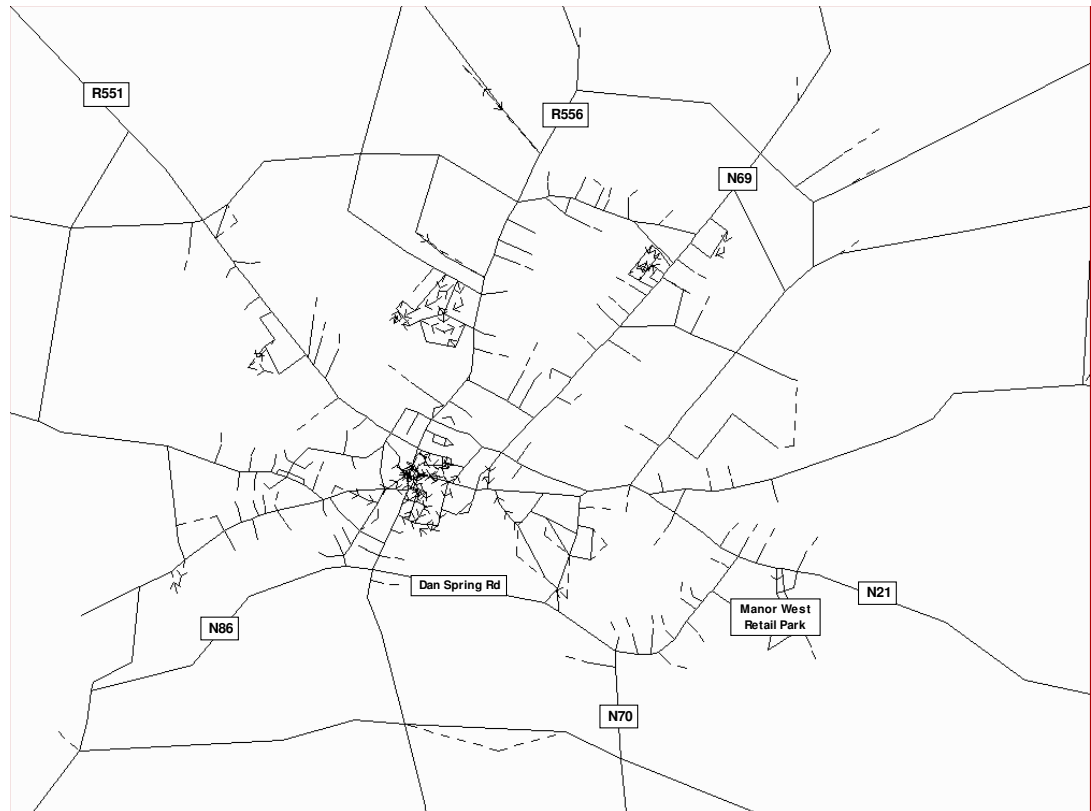 R551
R556
N69
Dan Spring Rd
N21
Manor West
Retail Park
N86
N70